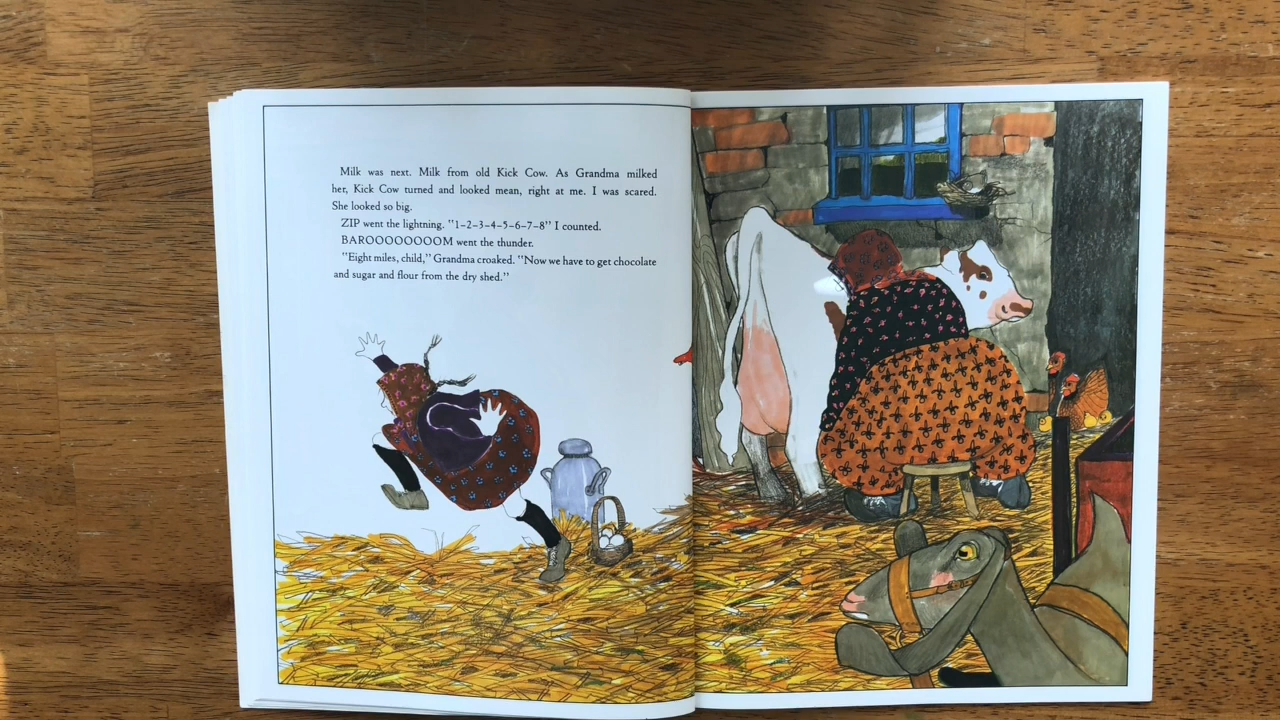 Milk was next. Milk from old Kick Cow. As Grandma milked
her, Kick Cow turned and looked mean, right at me. I was scared.
She looked so big.
ZIP went the lightning. "1–2–3–4–5–6–7–8" I counted.
BAROOOOOOOOM went the thunder.
"Eight miles, child," Grandma croaked. "Now we have to get chocolate
and sugar and flour from the dry shed."